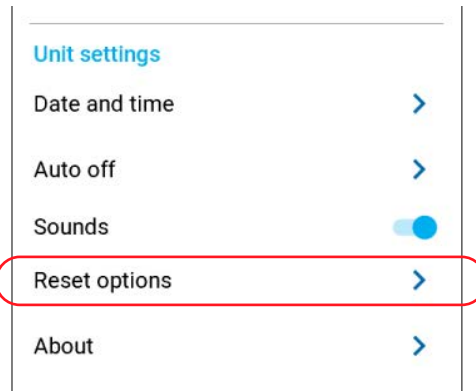 Unit settings
Date and time
Auto off
Sounds
Reset options
About